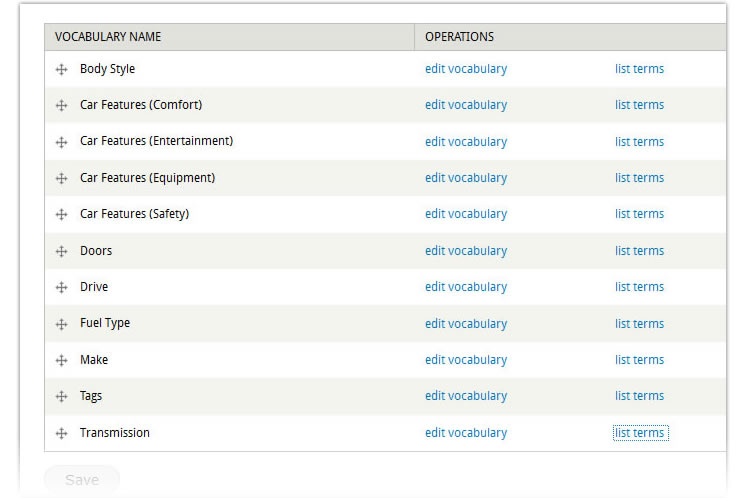 VOCABULARY NAME OPERATIONS
Body Style edit vocabulary list terms
Car Features (Comfort) edit vocabulary list terms
Car Features (Entertainment) edit vocabulary list terms
Car Features (Equipment) edit vocabulary list terms
Car Features (Safety) edit vocabulary list terms
Doors edit vocabulary list terms
Drive edit vocabulary list terms
Fuel Type edit vocabulary list terms
Make edit vocabulary list terms
Tags edit vocabulary list terms
Transmission edit vocabulary list terms
Save